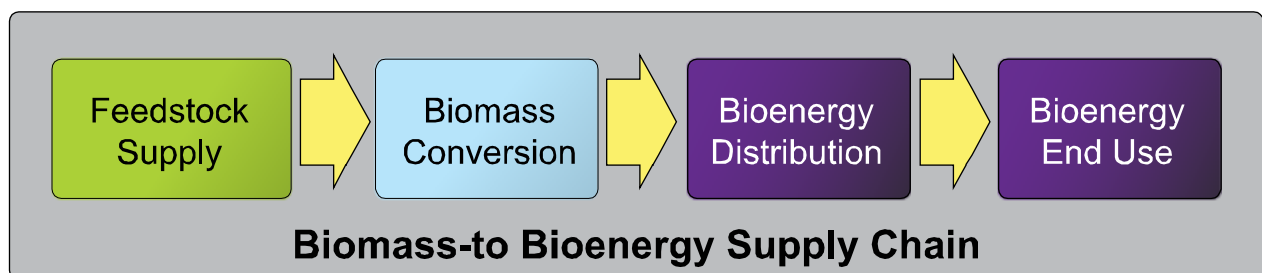 Feedstock
Supply
Biomass
Conversion
Bioenergy
Distribution
Bioenergy
End Use
Biomass-to Bioenergy Supply Chain